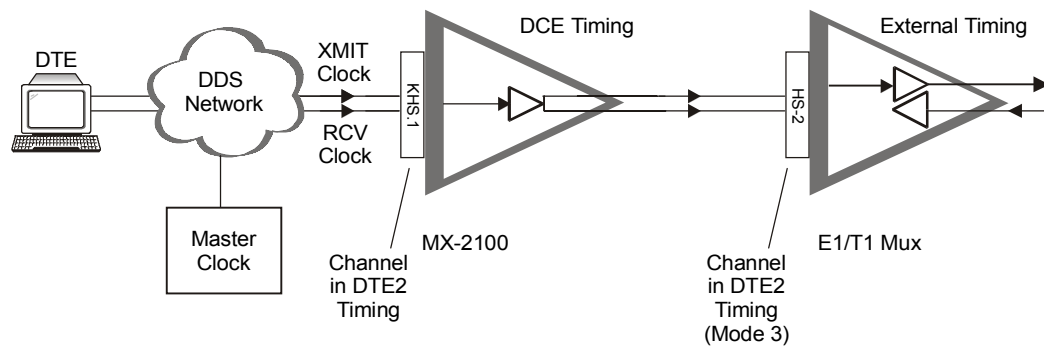 DTE
DDS
Network
XMIT
Clock
RCV
Clock
Master
Clock
KHS.1
DCE Timing
MX-2100
Channel
in DTE2
Timing
HS-2
External Timing
E1/T1 Mux
Channel
in DTE2
Timing
(Mode 3)